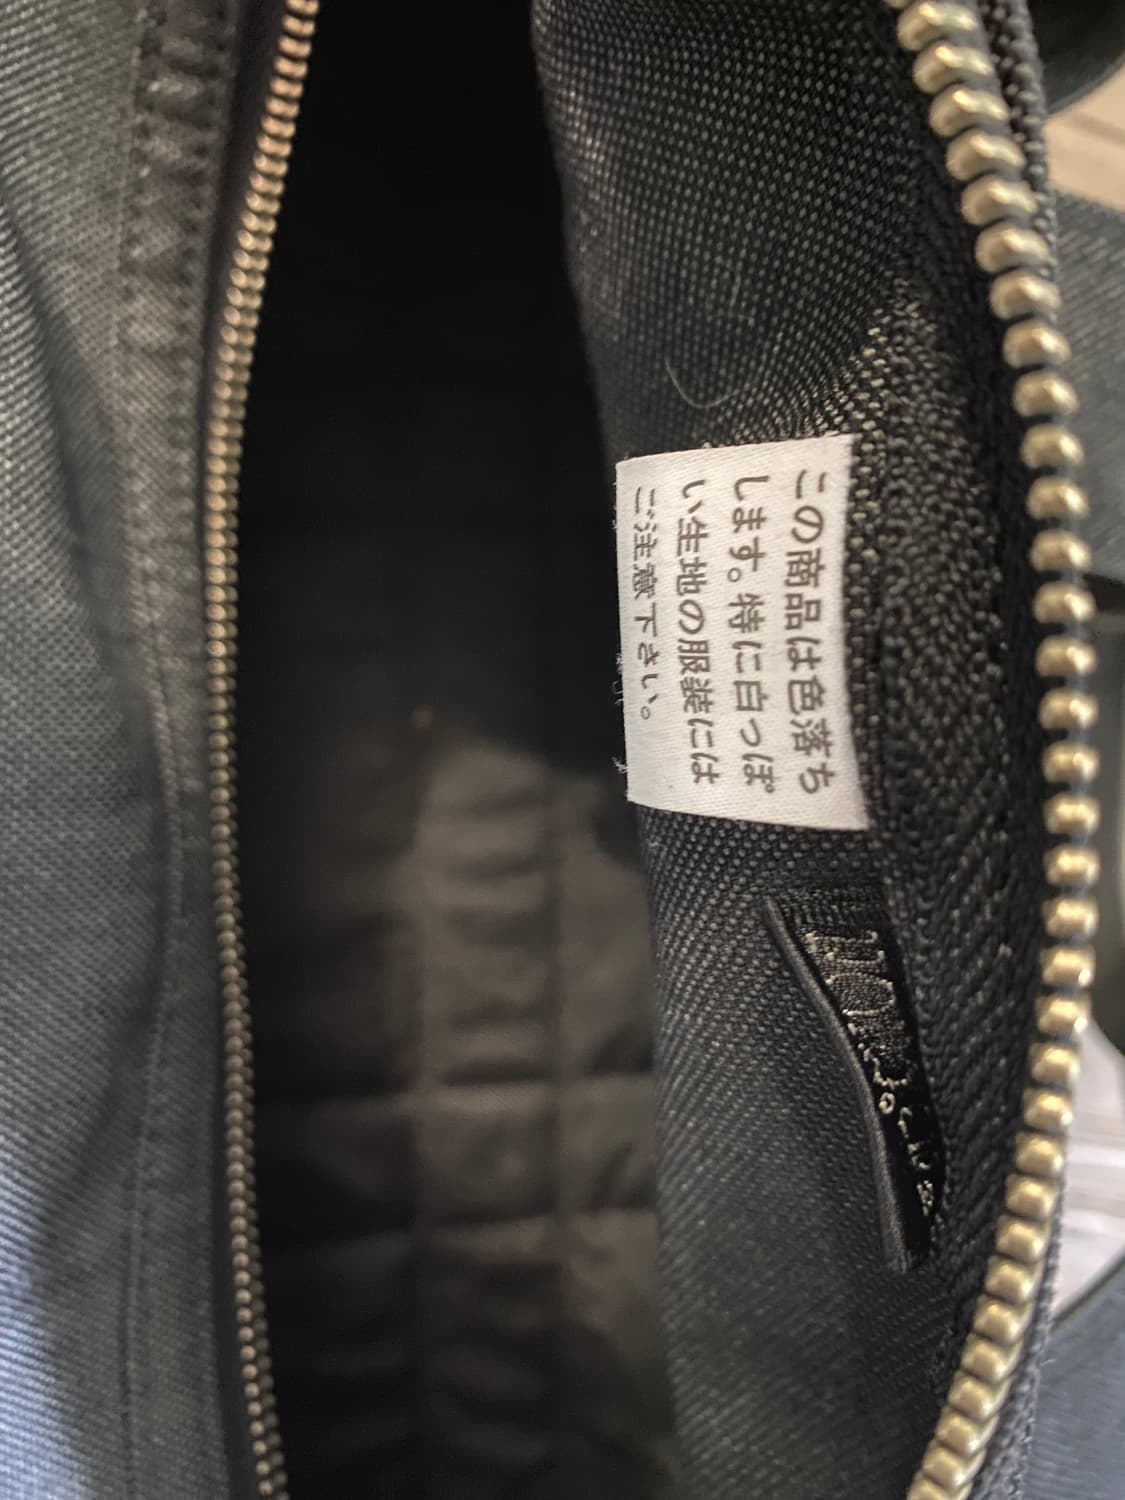 この商品は色落ち
します。特に白っぽ
い生地の服装には
ご注意下さい。